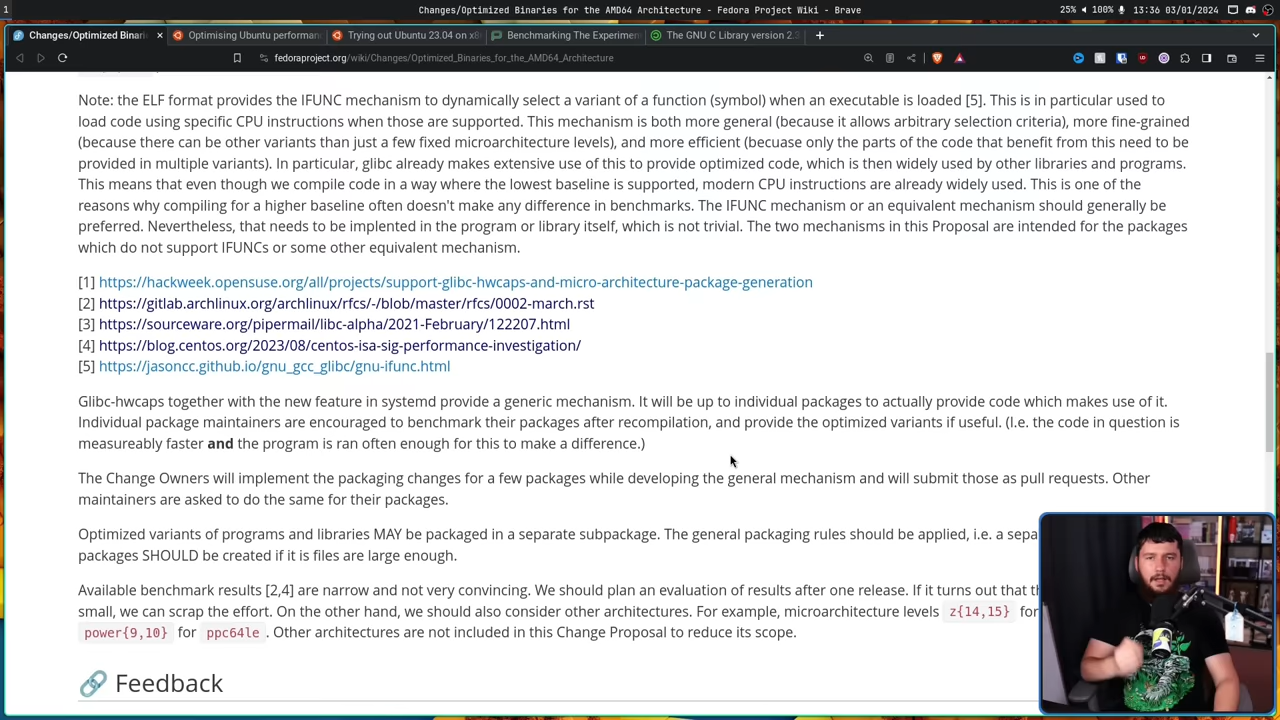 1
Changes/Optimized Binaries for the AMD64 Architecture - Fedora Project Wiki - Brave
25% 100% 13:36 03/01/2024
Changes/Optimized Binari
Optimising Ubuntu performan
Trying out Ubuntu 23.04 on x8
Benchmarking The Experimen
The GNU C Library version 2.3
fedoraproject.org/wiki/Changes/Optimized_Binaries_for_the_AMD64_Architecture
Note: the ELF format provides the IFUNC mechanism to dynamically select a variant of a function (symbol) when an executable is loaded [5]. This is in particular used to
load code using specific CPU instructions when those are supported. This mechanism is both more general (because it allows arbitrary selection criteria), more fine-grained
(because there can be other variants than just a few fixed microarchitecture levels), and more efficient (becuase only the parts of the code that benefit from this need to be
provided in multiple variants). In particular, glibc already makes extensive use of this to provide optimized code, which is then widely used by other libraries and programs.
This means that even though we compile code in a way where the lowest baseline is supported, modern CPU instructions are already widely used. This is one of the
reasons why compiling for a higher baseline often doesn't make any difference in benchmarks. The IFUNC mechanism or an equivalent mechanism should generally be
preferred. Nevertheless, that needs to be implented in the program or library itself, which is not trivial. The two mechanisms in this Proposal are intended for the packages
which do not support IFUNCs or some other equivalent mechanism.
[1] https://hackweek.opensuse.org/all/projects/support-glibc-hwcaps-and-micro-architecture-package-generation
[2] https://gitlab.archlinux.org/archlinux/rfcs/-/blob/master/rfcs/0002-march.rst
[3] https://sourceware.org/pipermail/libc-alpha/2021-February/122207.html
[4] https://blog.centos.org/2023/08/centos-isa-sig-performance-investigation/
[5] https://jasoncc.github.io/gnu_gcc_glibc/gnu-ifunc.html
Glibc-hwcaps together with the new feature in systemd provide a generic mechanism. It will be up to individual packages to actually provide code which makes use of it.
Individual package maintainers are encouraged to benchmark their packages after recompilation, and provide the optimized variants if useful. (I.e. the code in question is
measureably faster and the program is ran often enough for this to make a difference.)
The Change Owners will implement the packaging changes for a few packages while developing the general mechanism and will submit those as pull requests. Other
maintainers are asked to do the same for their packages.
Optimized variants of programs and libraries MAY be packaged in a separate subpackage. The general packaging rules should be applied, i.e. a sepa
packages SHOULD be created if it is files are large enough.
Available benchmark results [2,4] are narrow and not very convincing. We should plan an evaluation of results after one release. If it turns out that th
small, we can scrap the effort. On the other hand, we should also consider other architectures. For example, microarchitecture levels z{14,15} for
power{9,10} for ppc64le . Other architectures are not included in this Change Proposal to reduce its scope.
Feedback